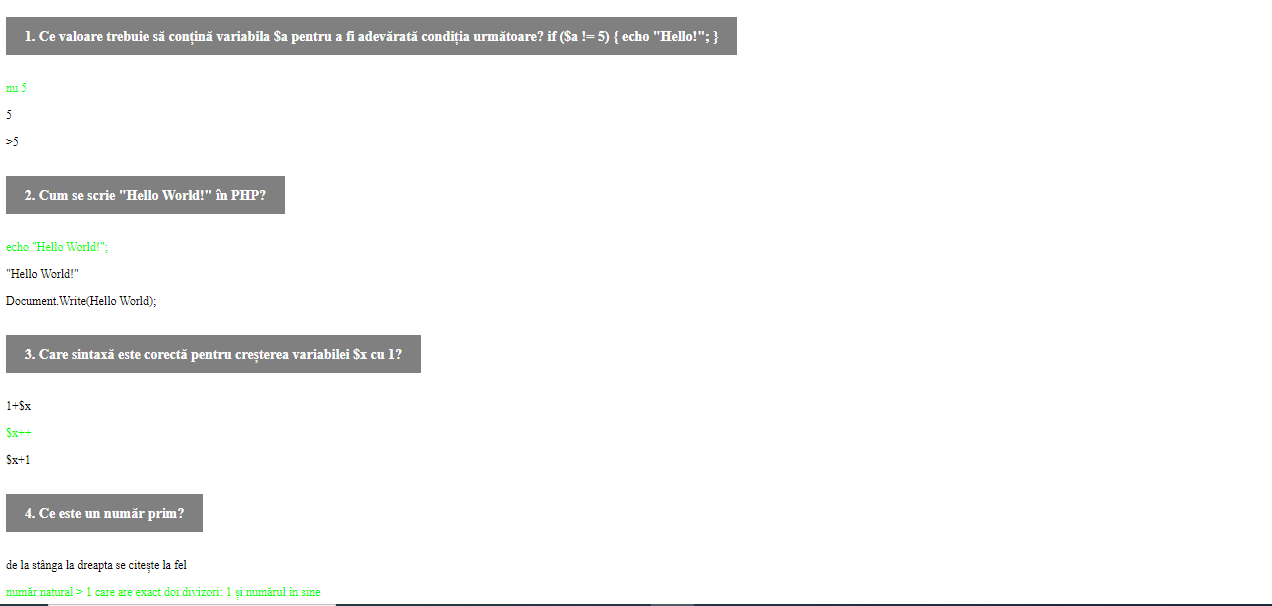 1. Ce valoare trebuie să conțină variabila $a pentru a fi adevărată condiția următoare? if ($a != 5) { echo "Hello!"; }
nu 5
5
>5
2. Cum se scrie "Hello World!" în PHP?
echo "Hello World!";
"Hello World!"
Document.Write(Hello World);
3. Care sintaxă este corectă pentru creșterea variabilei $x cu 1?
1+$x
$x++
$x+1
4. Ce este un număr prim?
de la stânga la dreapta se citește la fel
număr natural > 1 care are exact doi divizori: 1 și numărul în sine